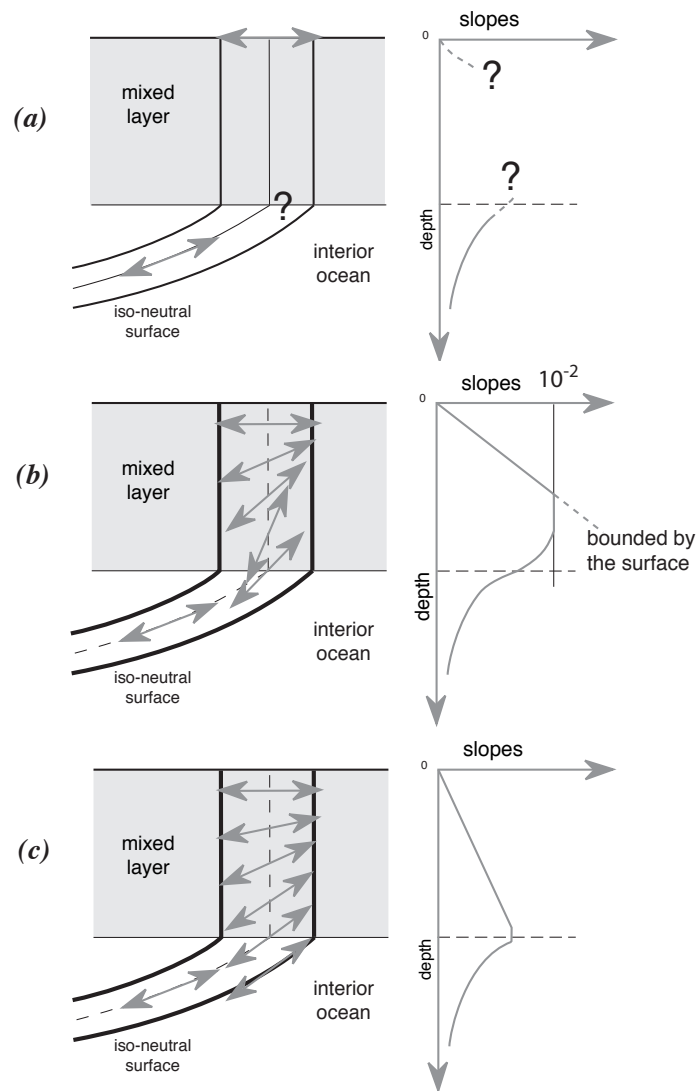 (a)
mixed
layer
?
interior
ocean
iso-neutral
surface
slopes
0
?
?
depth
(b)
mixed
layer
interior
ocean
iso-neutral
surface
slopes
10-2
0
bounded by
the surface
depth
(c)
mixed
layer
interior
ocean
iso-neutral
surface
slopes
0
depth